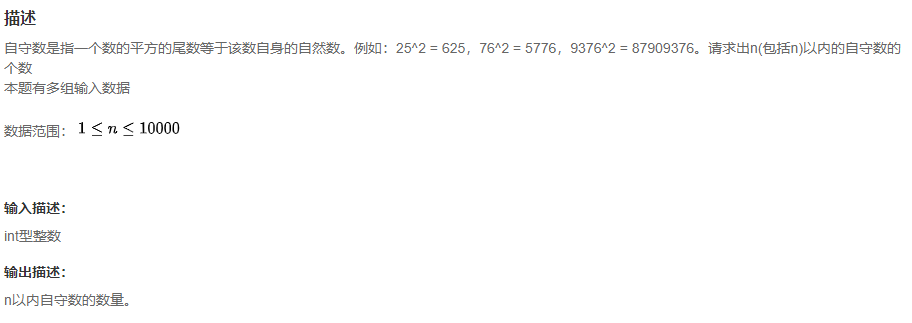 描述
自守数是指一个数的平方的尾数等于该数自身的自然数。例如：25^2 = 625，76^2 = 5776，9376^2 = 87909376。请求出n(包括n)以内的自守数的
个数
本题有多组输入数据
数据范围： 1 ≤ n ≤ 10000
输入描述：
int型整数
输出描述：
n以内自守数的数量。